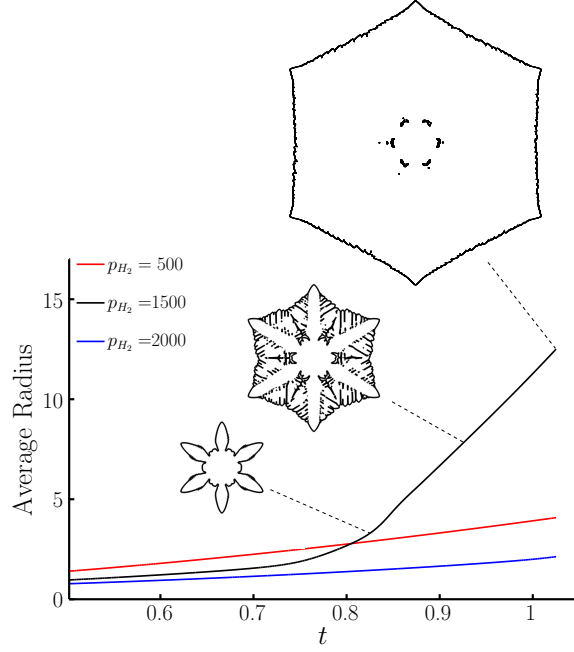 p_{H_2} = 500
p_{H_2} =1500
p_{H_2} =2000
15
10
5
0
Average Radius
0.6 0.7 0.8 0.9 1
t